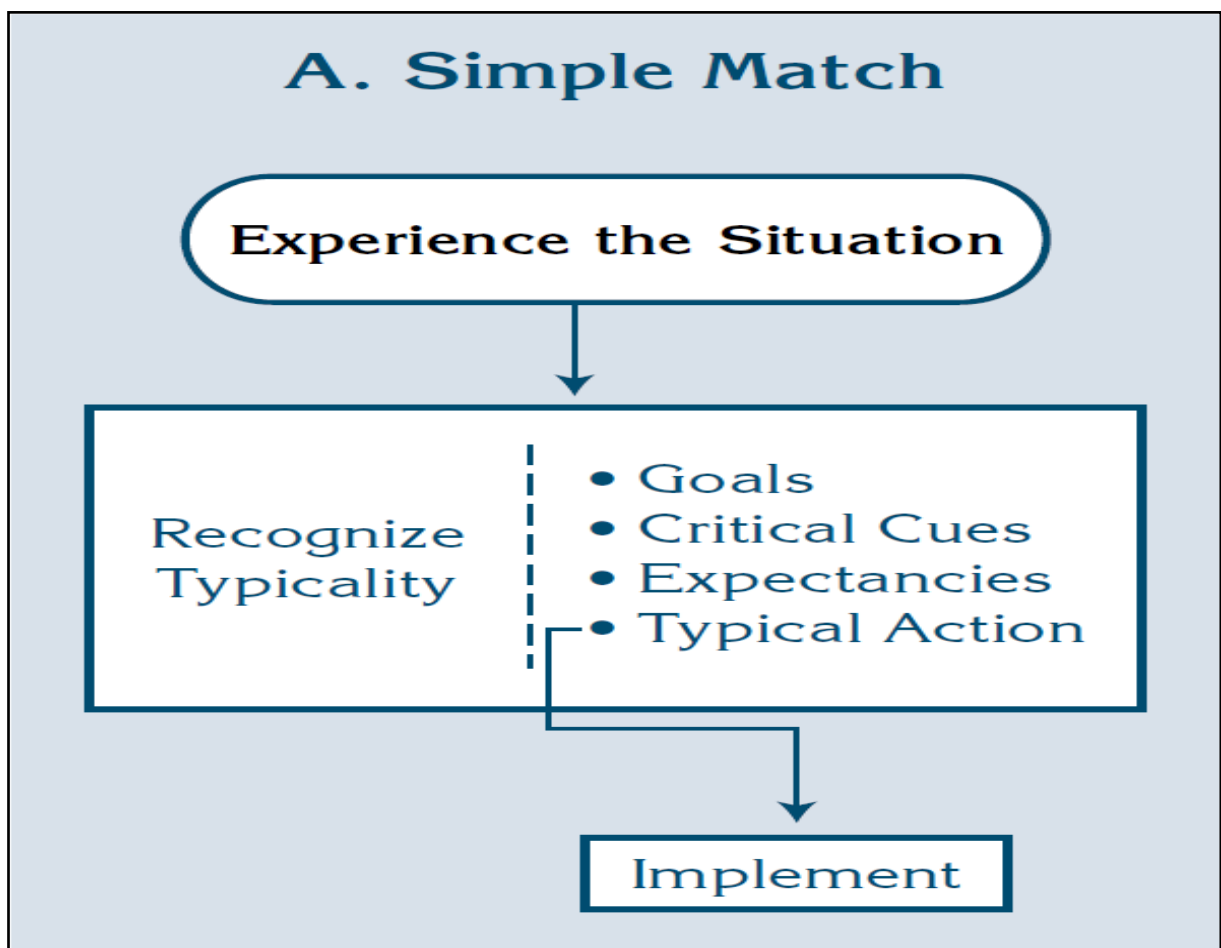 A. Simple Match
Experience the Situation
Recognize
Typicality
• Goals
• Critical Cues
• Expectancies
• Typical Action
Implement